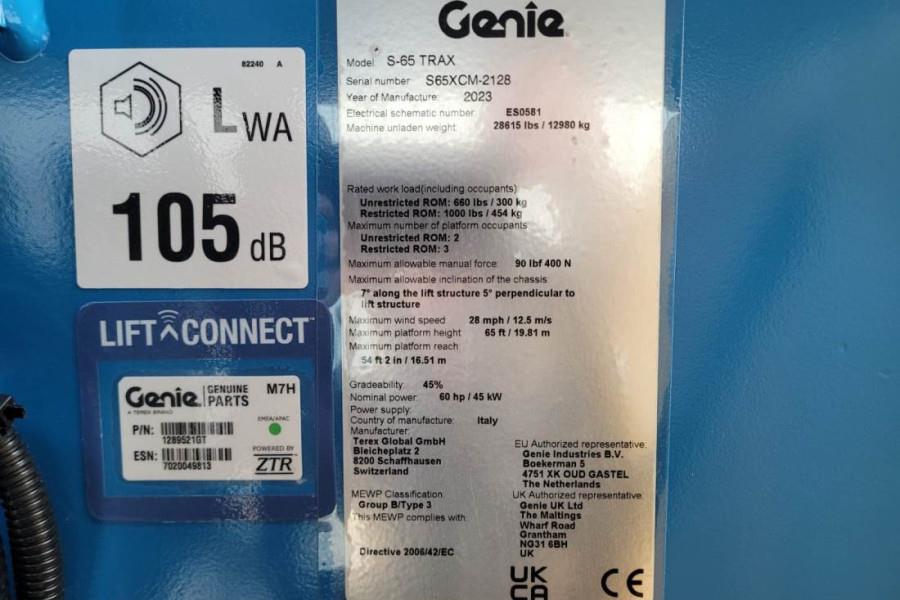 82240 A
LWA
105 dB
LIFT CONNECT™
Genie
A TEREX BRAND
GENUINE
PARTS
M7H
P/N:
1289521GT
EMEA/APAC
ESN:
7020049813
POWERED BY
ZTR
Genie
Model: S-65 TRAX
Serial number: S65XCM-2128
Year of Manufacture: 2023
Electrical schematic number: ES0581
Machine unladen weight: 28615 lbs / 12980 kg
Rated work load(including occupants)
Unrestricted ROM: 660 lbs / 300 kg
Restricted ROM: 1000 lbs / 454 kg
Maximum number of platform occupants
Unrestricted ROM: 2
Restricted ROM: 3
Maximum allowable manual force: 90 lbf 400 N
Maximum allowable inclination of the chassis
7° along the lift structure 5° perpendicular to
lift structure
Maximum wind speed 28 mph / 12.5 m/s
Maximum platform height 65 ft / 19.81 m
Maximum platform reach:
54 ft 2 in / 16.51 m
Gradeability: 45%
Nominal power: 60 hp / 45 kW
Power supply:
Country of manufacture: Italy
Manufacturer:
Terex Global GmbH
Bleicheplatz 2
8200 Schaffhausen
Switzerland
EU Authorized representative:
Genie Industries B.V.
Boekerman 5
4751 XK OUD GASTEL
The Netherlands
MEWP Classification:
Group B/Type 3
This MEWP complies with:
Directive 2006/42/EC
UK Authorized representative:
Genie UK Ltd
The Maltings
Wharf Road
Grantham
NG31 6BH
UK
UK
CA
CE